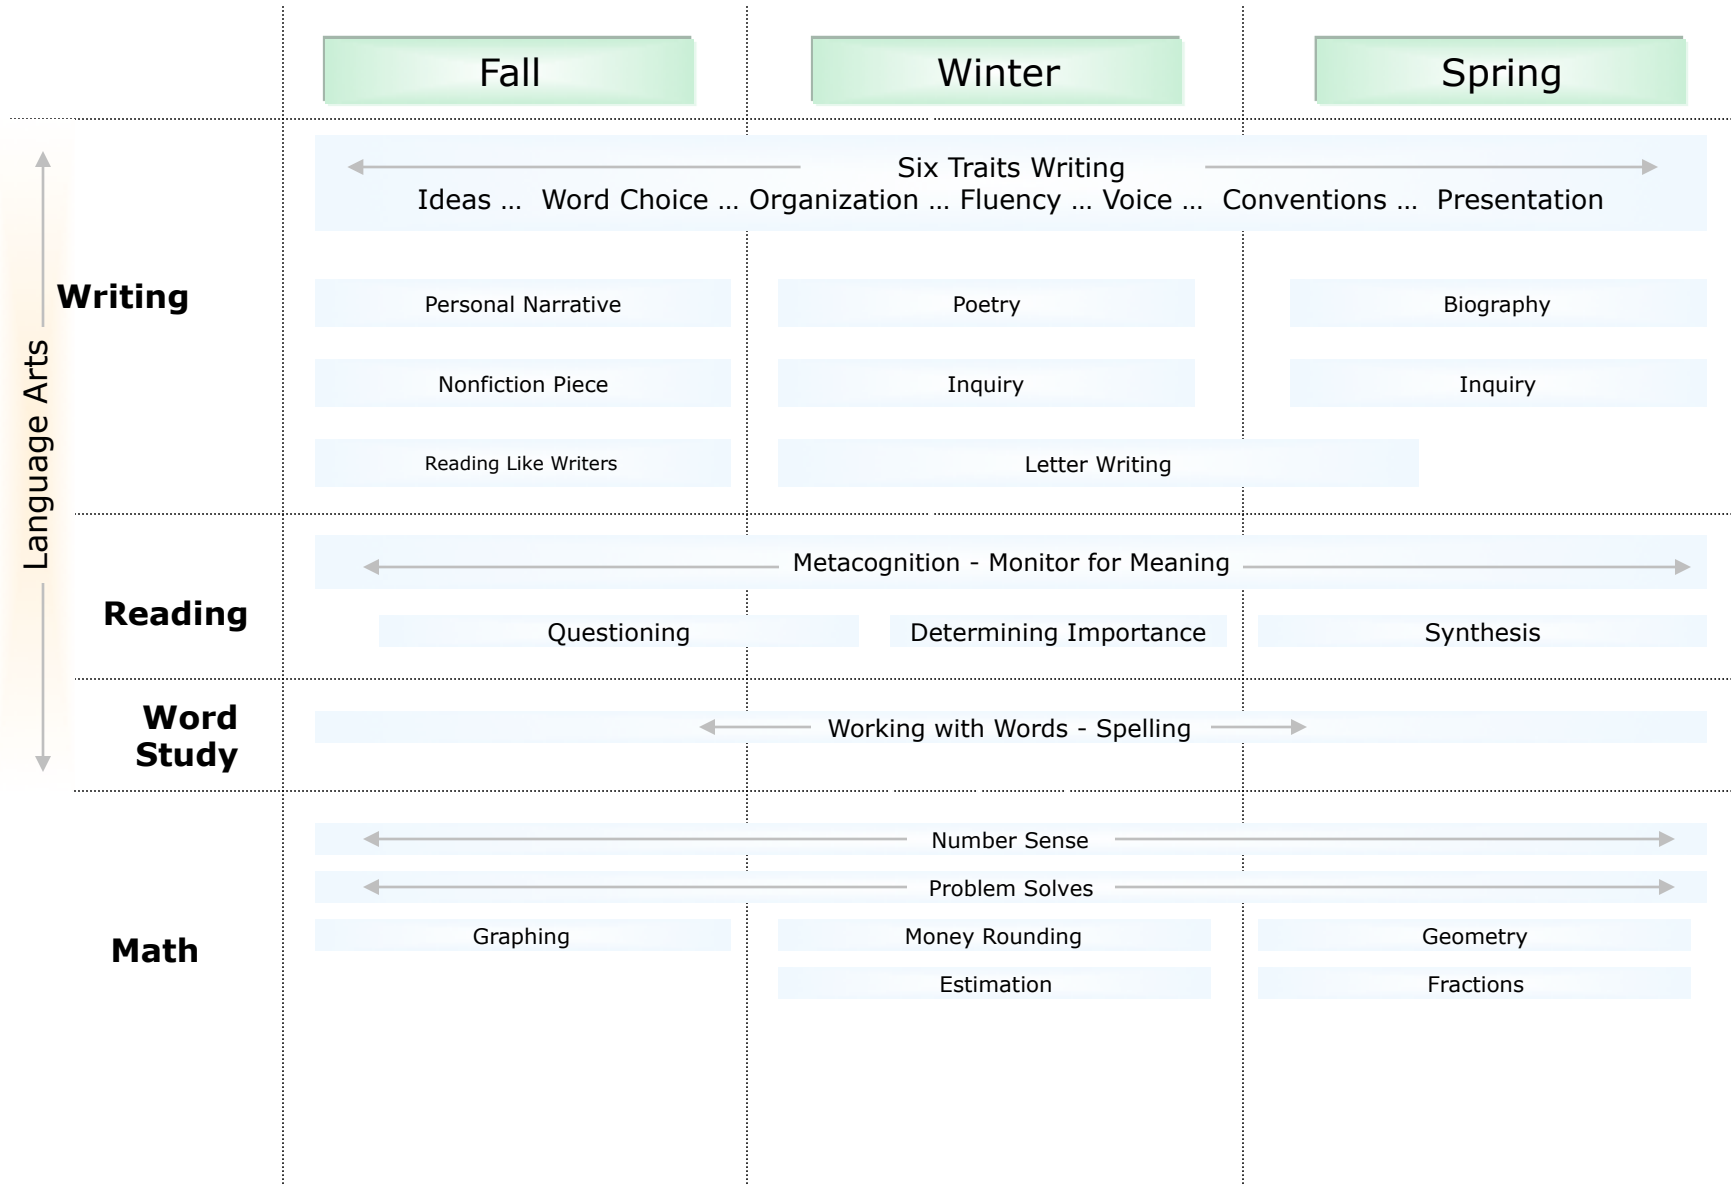 Fall
Winter
Spring
Language Arts
Writing
Six Traits Writing
Ideas ... Word Choice ... Organization ... Fluency ... Voice ... Conventions ... Presentation
Personal Narrative
Poetry
Biography
Nonfiction Piece
Inquiry
Inquiry
Reading Like Writers
Letter Writing
Reading
Metacognition - Monitor for Meaning
Questioning
Determining Importance
Synthesis
Word
Study
Working with Words - Spelling
Math
Number Sense
Problem Solves
Graphing
Money Rounding
Geometry
Estimation
Fractions